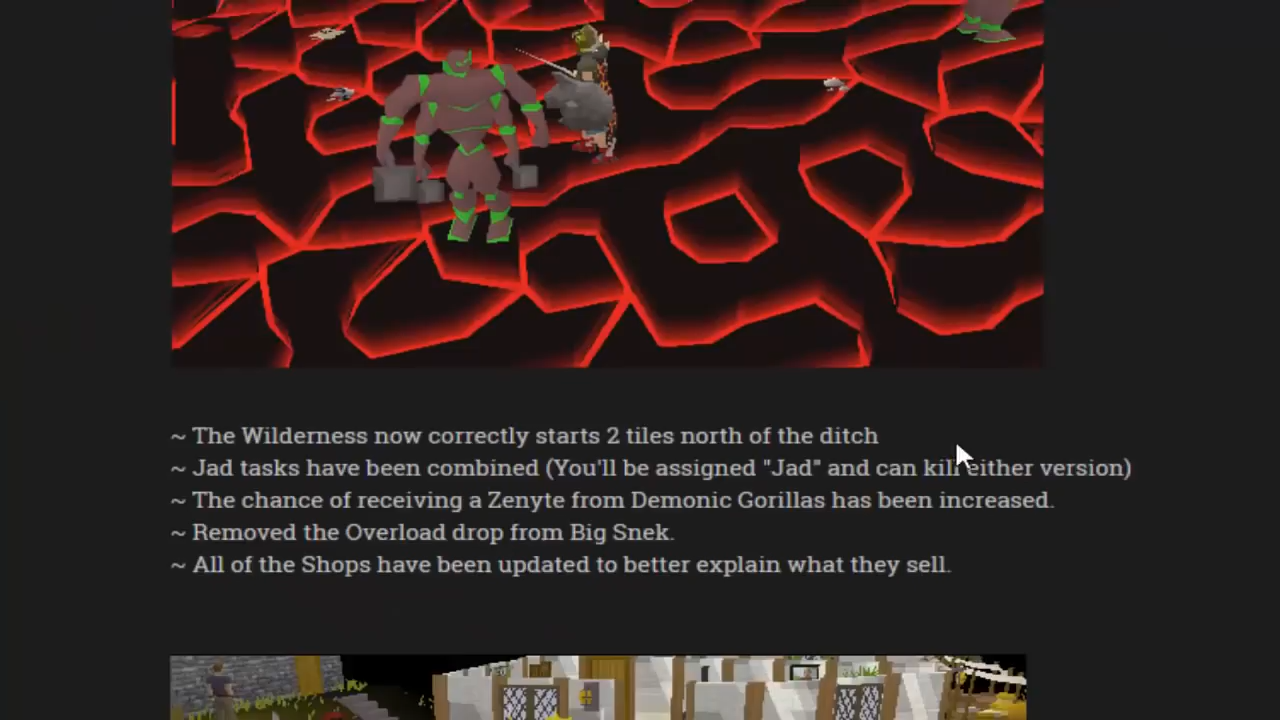 ~ The Wilderness now correctly starts 2 tiles north of the ditch
~ Jad tasks have been combined (You'll be assigned "Jad" and can kill either version)
~ The chance of receiving a Zenyte from Demonic Gorillas has been increased.
~ Removed the Overload drop from Big Snek.
~ All of the Shops have been updated to better explain what they sell.